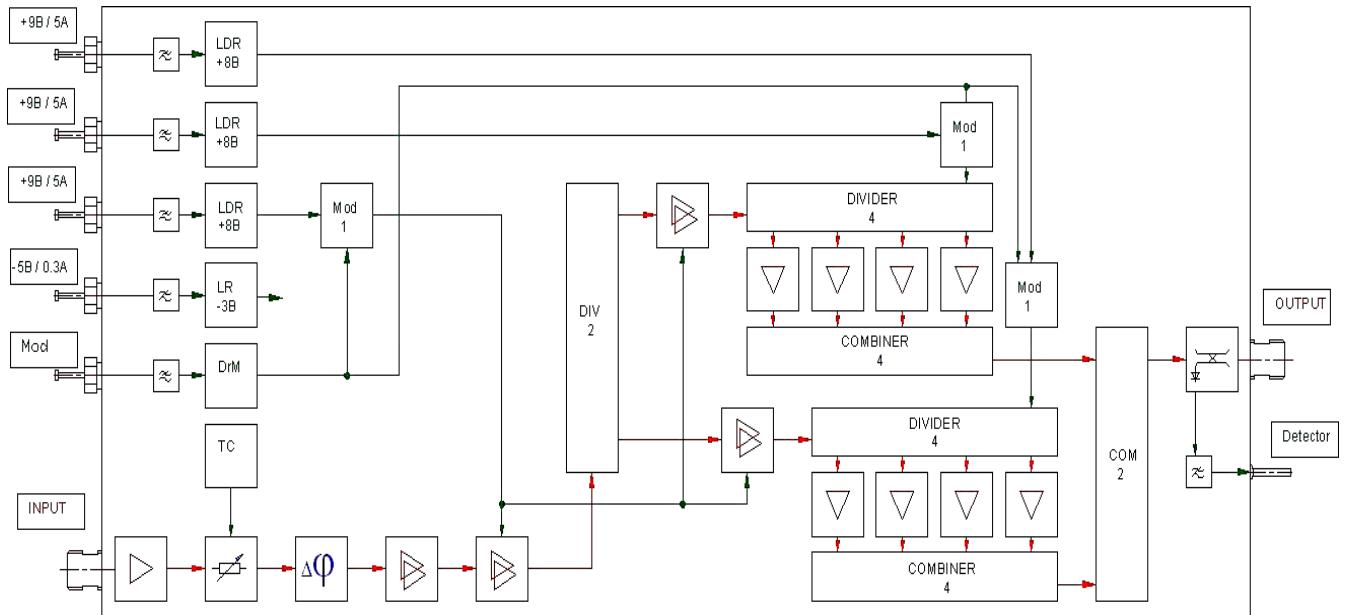 +9B / 5A
LDR
+8B
+9B / 5A
LDR
+8B
Mod
1
+9B / 5A
LDR
+8B
Mod
1
DIVIDER
4
-5B / 0.3A
LR
-3B
DIV
2
Mod
1
OUTPUT
Mod
DrM
COMBINER
4
TC
DIVIDER
4
COM
2
Detector
INPUT
Δφ
COMBINER
4